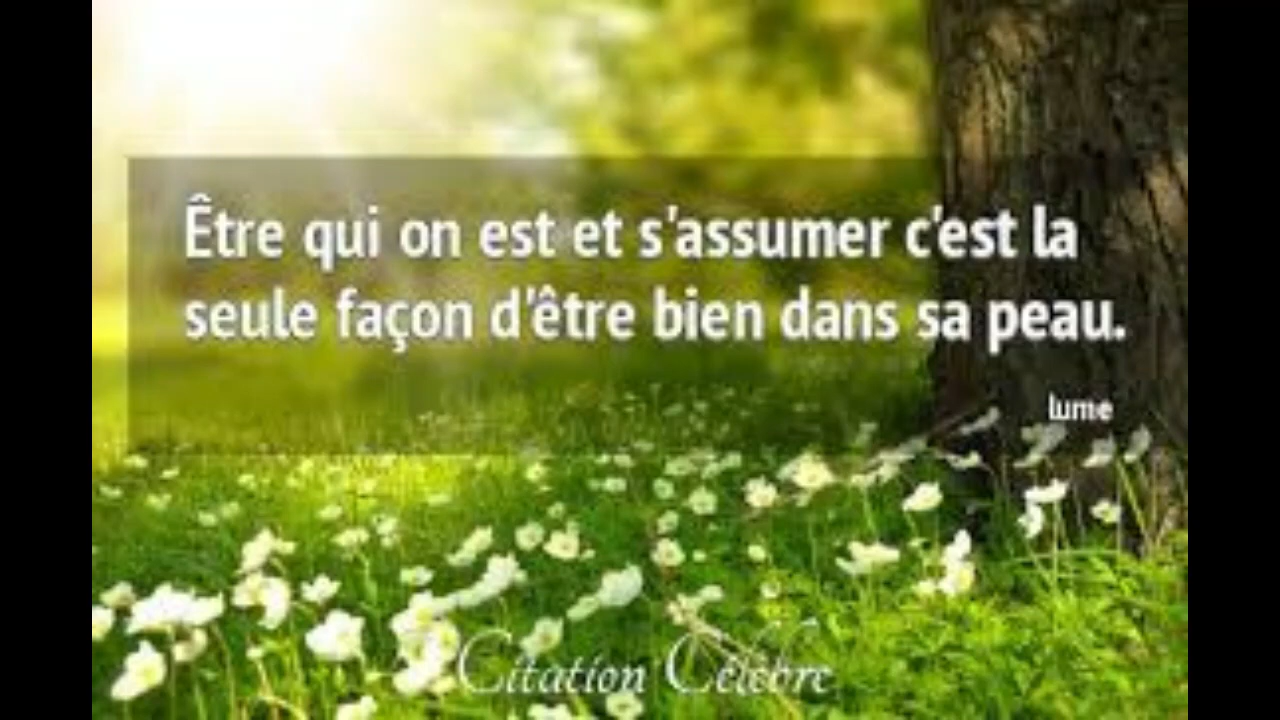 Être qui on est et s'assumer c'est la
seule façon d'être bien dans sa peau.
lume
Citation Célèbre